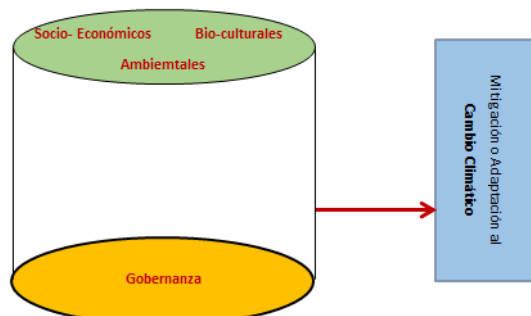 Socio- Económicos Bio-culturales
Ambiemtales
Gobernanza
Mitigación o Adaptación al
Cambio Climático